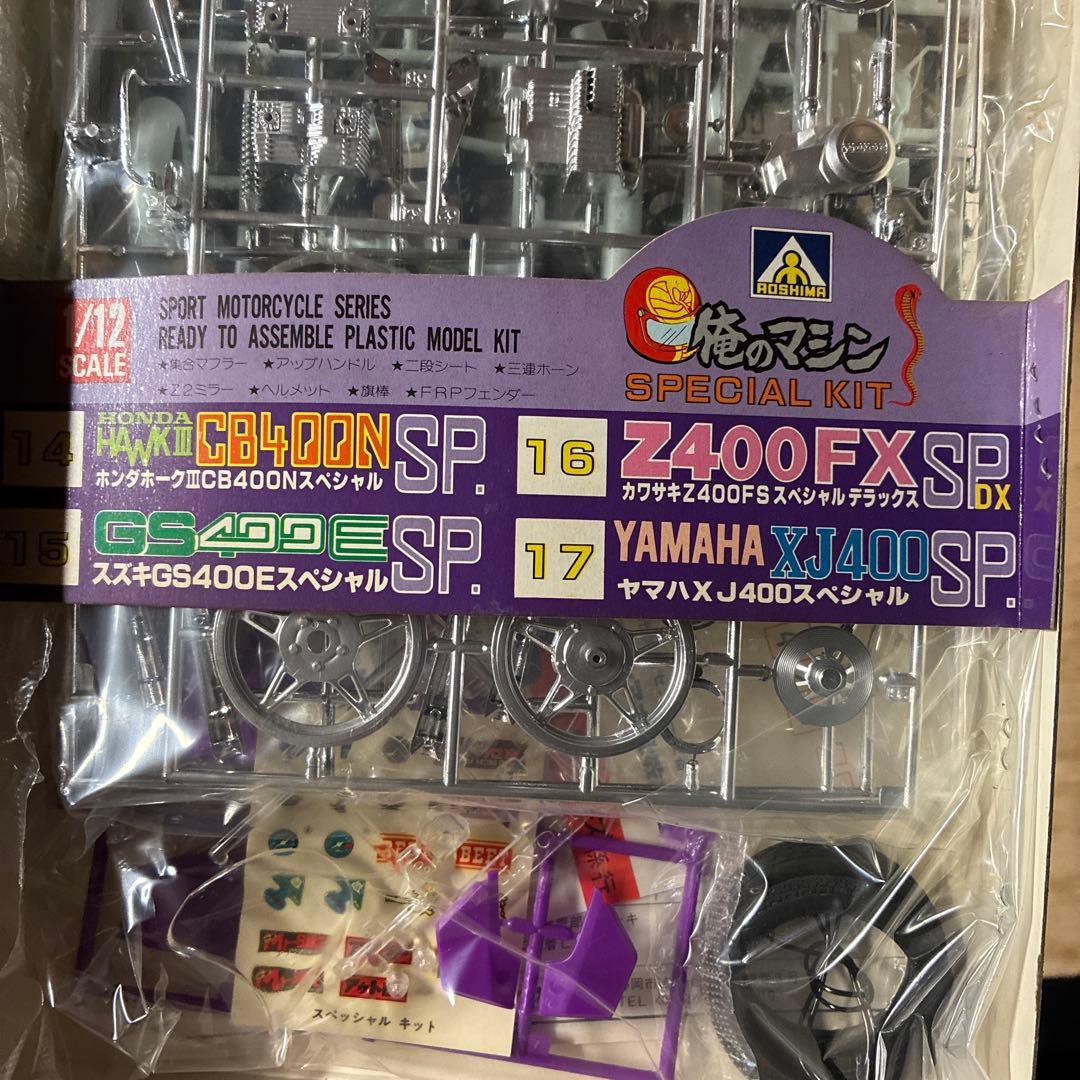 1/12
SCALE
SPORT MOTORCYCLE SERIES
READY TO ASSEMBLE PLASTIC MODEL KIT
★集合マフラー ★アップハンドル ★二段シート ★三連ホーン
★Z2ミラー ★ヘルメット ★旗棒 ★FRPフェンダー
AOSHIMA
俺のマシン
SPECIAL KIT
14
HONDA
HAWKⅢ
CB400N SP.
ホンダホークⅢCB400Nスペシャル
15
GS400E SP.
スズキGS400Eスペシャル
16
Z400FX SP.DX
カワサキZ400FSスペシャルデラックス
17
YAMAHA XJ400 SP.
ヤマハXJ400スペシャル
BEET
BEET
スペッシャル キット
TEL